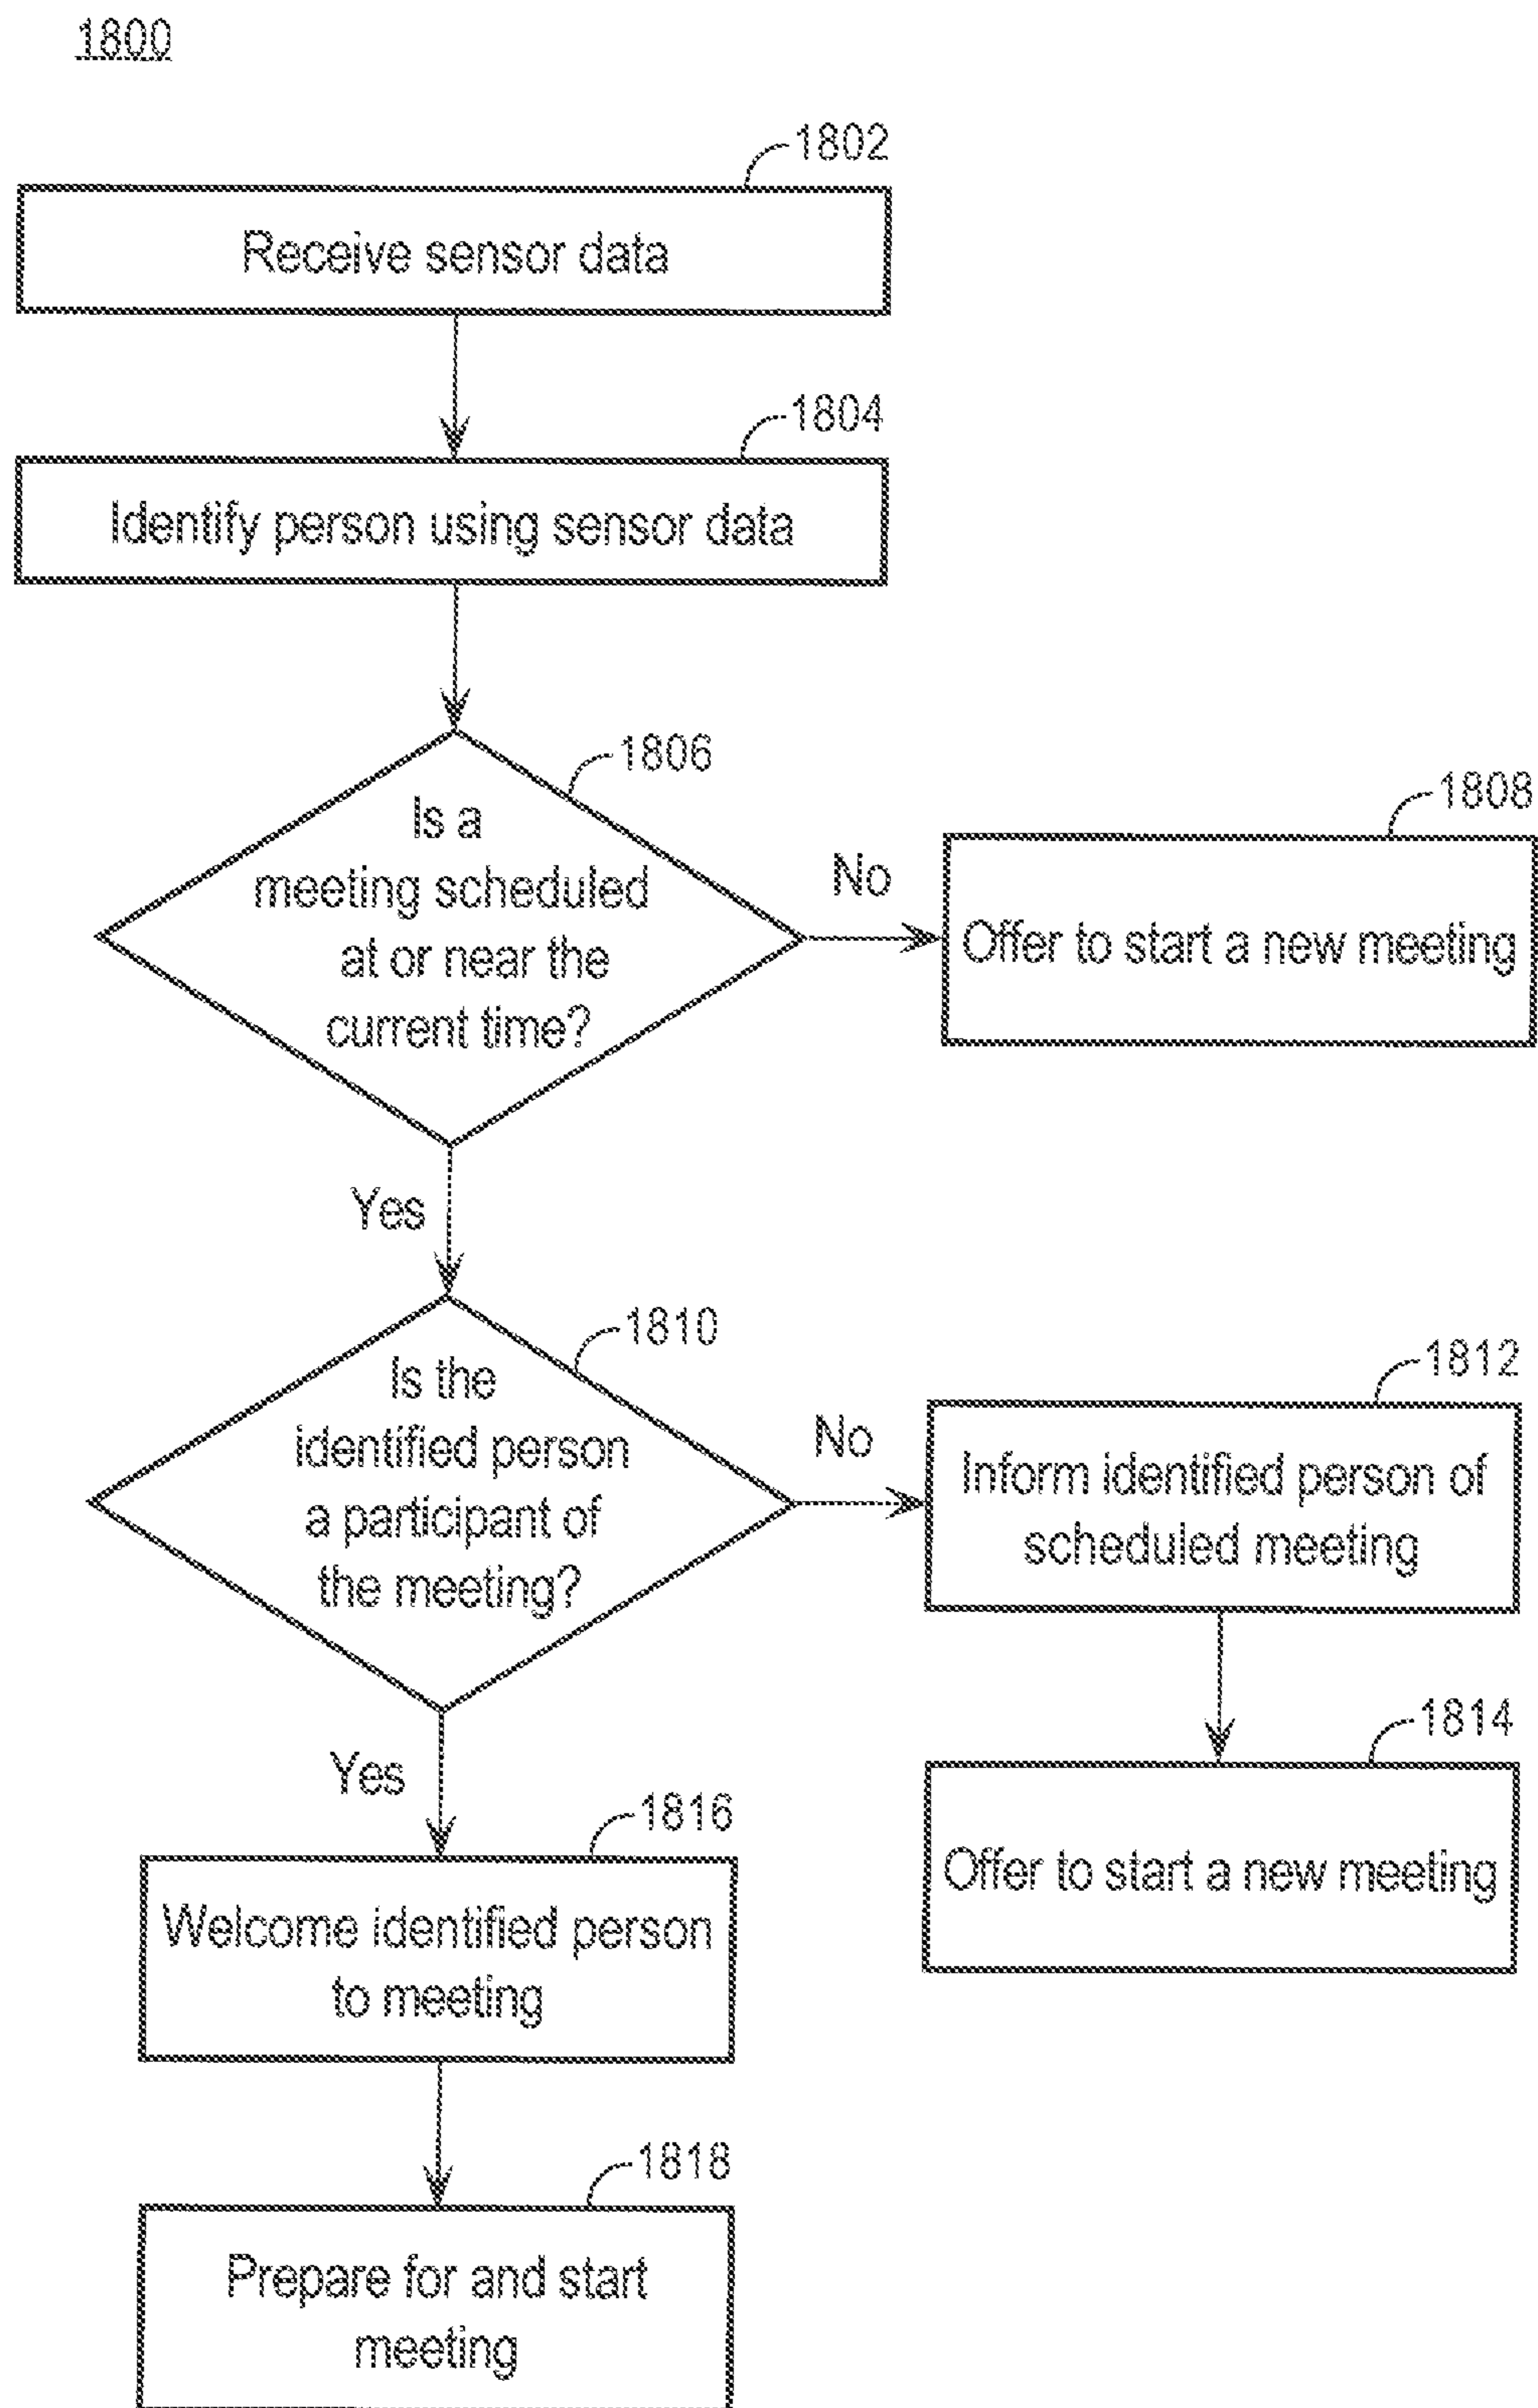 1800
1802
Receive sensor data
1804
Identify person using sensor data
1806
Is a
meeting scheduled
at or near the
current time?
No
1808
Offer to start a new meeting
Yes
1810
Is the
identified person
a participant of
the meeting?
No
1812
Inform identified person of
scheduled meeting
1814
Offer to start a new meeting
Yes
1816
Welcome identified person
to meeting
1818
Prepare for and start
meeting